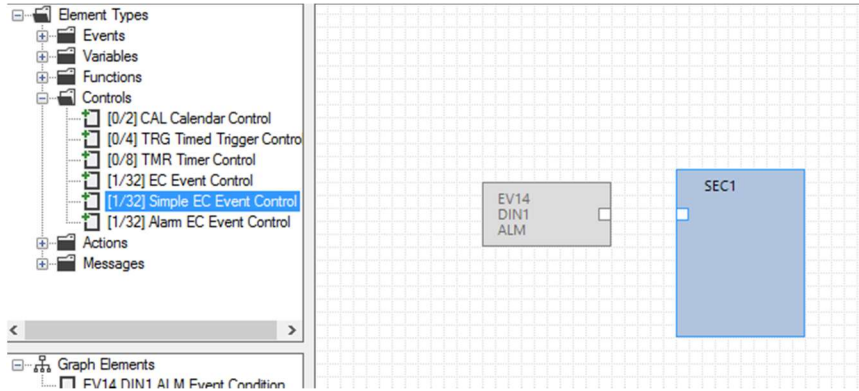 Element Types
Events
Variables
Functions
Controls
[0/2] CAL Calendar Control
[0/4] TRG Timed Trigger Contro
[0/8] TMR Timer Control
[1/32] EC Event Control
[1/32] Simple EC Event Control
[1/32] Alarm EC Event Control
Actions
Messages
Graph Elements
EV14 DIN1 ALM Event Condition
EV14
DIN1
ALM
SEC1